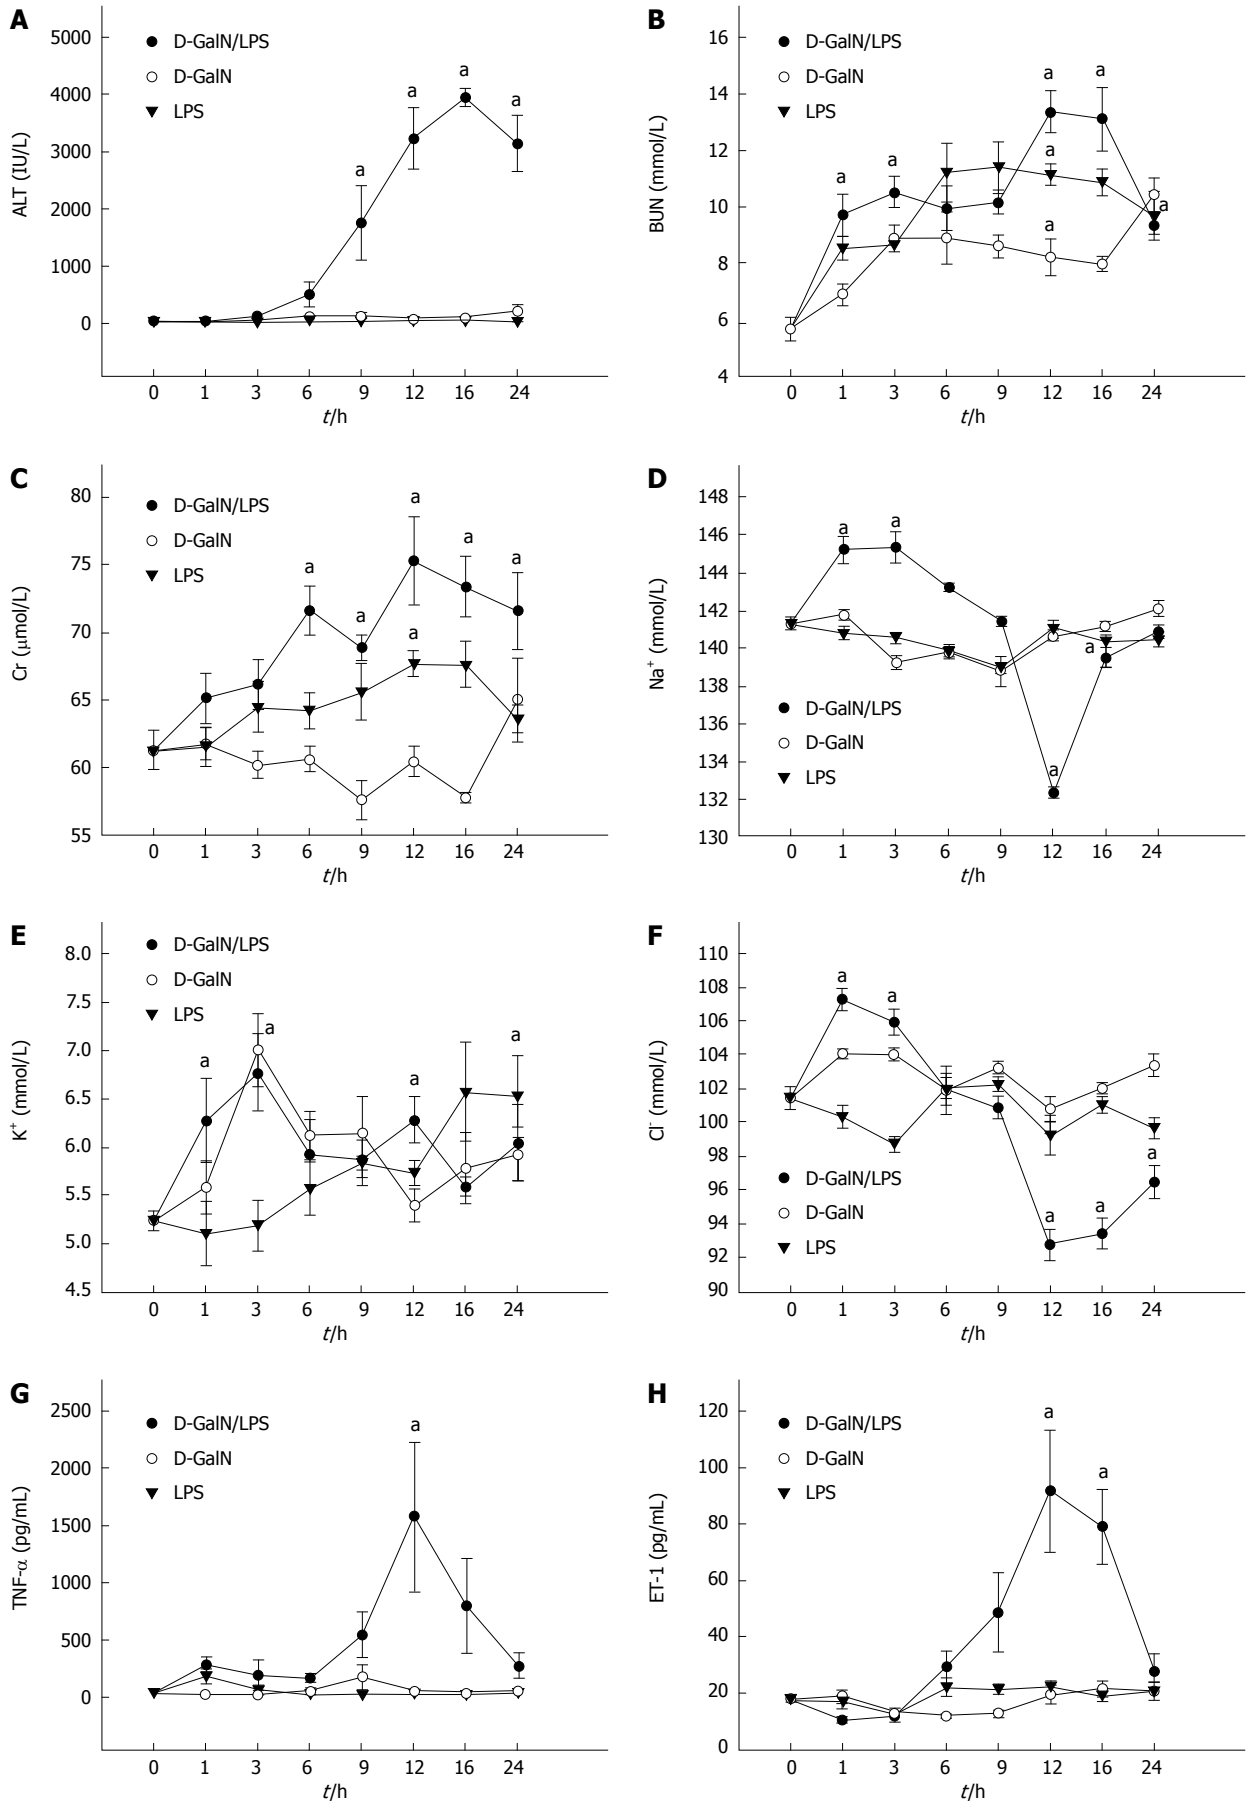 A
5000
4000
3000
2000
1000
0
ALT (IU/L)
D-GalN/LPS
D-GalN
LPS
a
a
a
a
0 1 3 6 9 12 16 24
t/h
B
16
14
12
10
8
6
4
BUN (mmol/L)
D-GalN/LPS
D-GalN
LPS
a
a
a
a
a
a
a
0 1 3 6 9 12 16 24
t/h
C
80
75
70
65
60
55
Cr (μmol/L)
D-GalN/LPS
D-GalN
LPS
a
a
a
a
a
a
0 1 3 6 9 12 16 24
t/h
D
148
146
144
142
140
138
136
134
132
130
Na+ (mmol/L)
a
a
a
a
D-GalN/LPS
D-GalN
LPS
0 1 3 6 9 12 16 24
t/h
E
8.0
7.5
7.0
6.5
6.0
5.5
5.0
4.5
K+ (mmol/L)
D-GalN/LPS
D-GalN
LPS
a
a
a
a
0 1 3 6 9 12 16 24
t/h
F
110
108
106
104
102
100
98
96
94
92
90
Cl- (mmol/L)
a
a
a
a
a
D-GalN/LPS
D-GalN
LPS
0 1 3 6 9 12 16 24
t/h
G
2500
2000
1500
1000
500
0
TNF-α (pg/mL)
D-GalN/LPS
D-GalN
LPS
a
0 1 3 6 9 12 16 24
t/h
H
120
100
80
60
40
20
0
ET-1 (pg/mL)
D-GalN/LPS
D-GalN
LPS
a
a
0 1 3 6 9 12 16 24
t/h